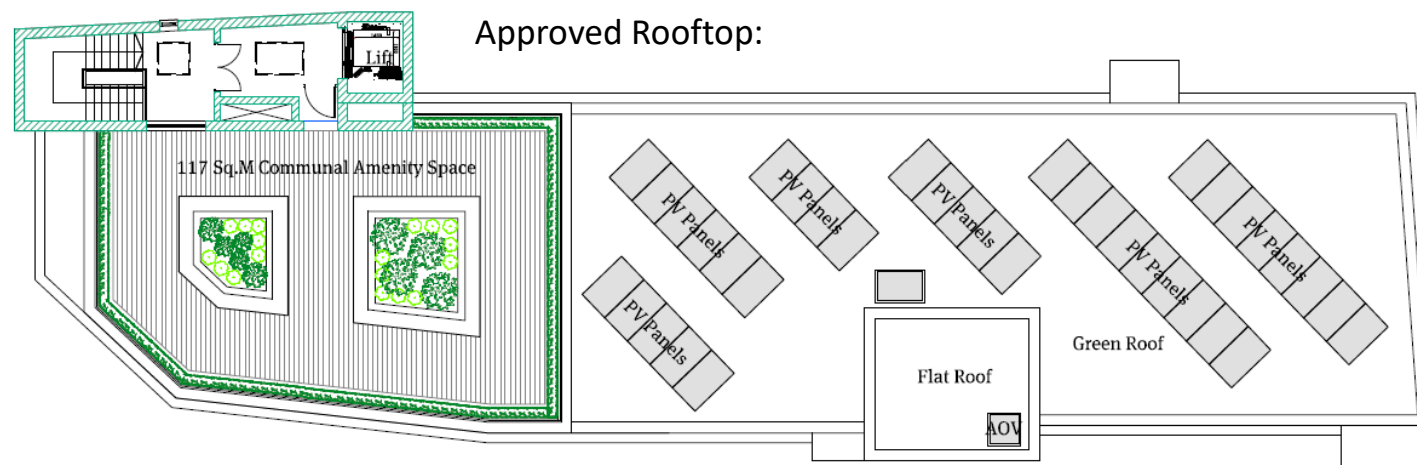 Approved Rooftop:
Lift
117 Sq.M Communal Amenity Space
PV Panels
PV Panels
PV Panels
PV Panels
PV Panels
PV Panels
Green Roof
Flat Roof
AOV